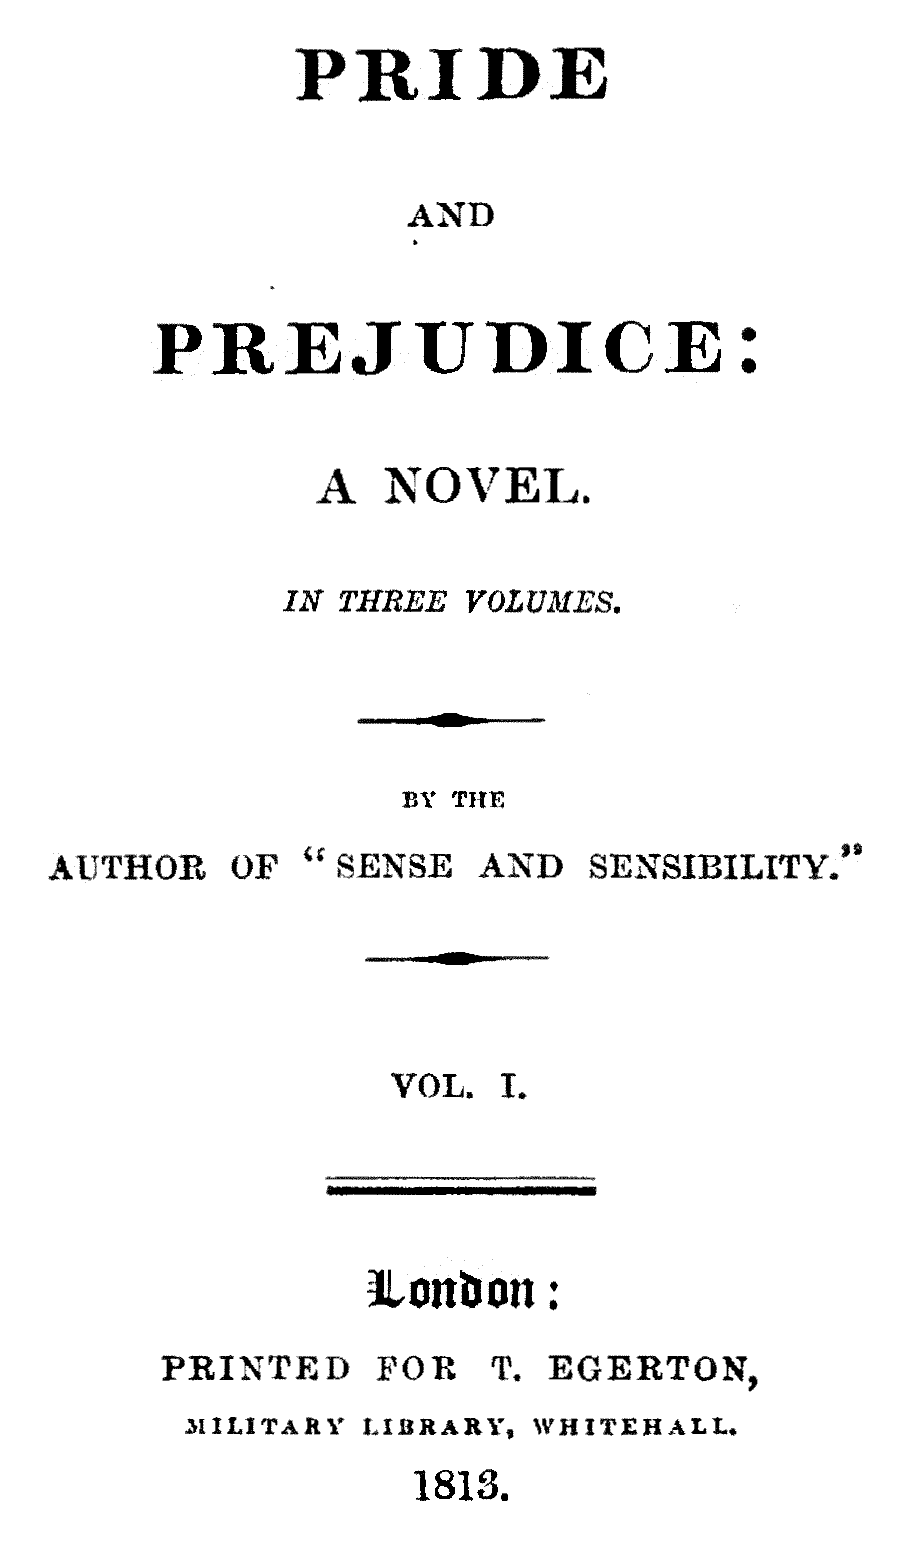 PRIDE
AND
PREJUDICE:
A NOVEL.
IN THREE VOLUMES.
BY THE
AUTHOR OF “SENSE AND SENSIBILITY.”
VOL. I.
London:
PRINTED FOR T. EGERTON,
MILITARY LIBRARY, WHITEHALL.
1813.